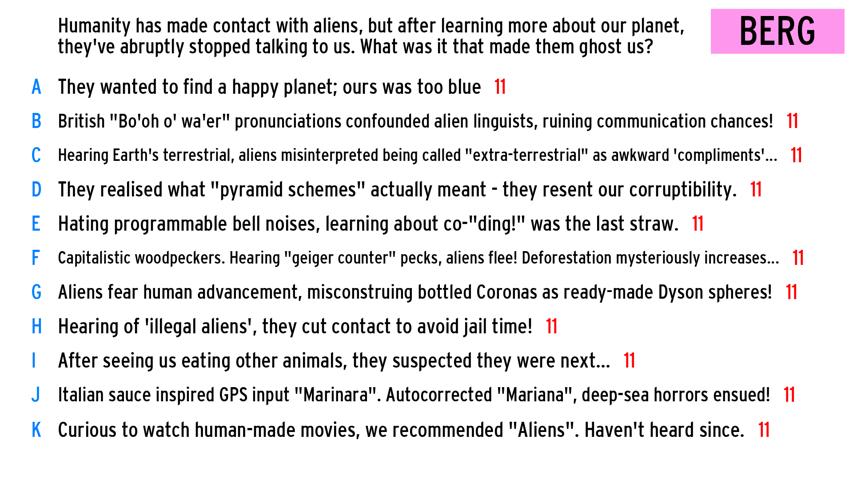 Humanity has made contact with aliens, but after learning more about our planet,
they've abruptly stopped talking to us. What was it that made them ghost us?
BERG
A They wanted to find a happy planet; ours was too blue 11
B British "Bo'oh o' wa'er" pronunciations confounded alien linguists, ruining communication chances! 11
C Hearing Earth's terrestrial, aliens misinterpreted being called "extra-terrestrial" as awkward 'compliments'... 11
D They realised what "pyramid schemes" actually meant - they resent our corruptibility. 11
E Hating programmable bell noises, learning about co-"ding!" was the last straw. 11
F Capitalistic woodpeckers. Hearing "geiger counter" pecks, aliens flee! Deforestation mysteriously increases... 11
G Aliens fear human advancement, misconstruing bottled Coronas as ready-made Dyson spheres! 11
H Hearing of 'illegal aliens', they cut contact to avoid jail time! 11
I After seeing us eating other animals, they suspected they were next... 11
J Italian sauce inspired GPS input "Marinara". Autocorrected "Mariana", deep-sea horrors ensued! 11
K Curious to watch human-made movies, we recommended "Aliens". Haven't heard since. 11